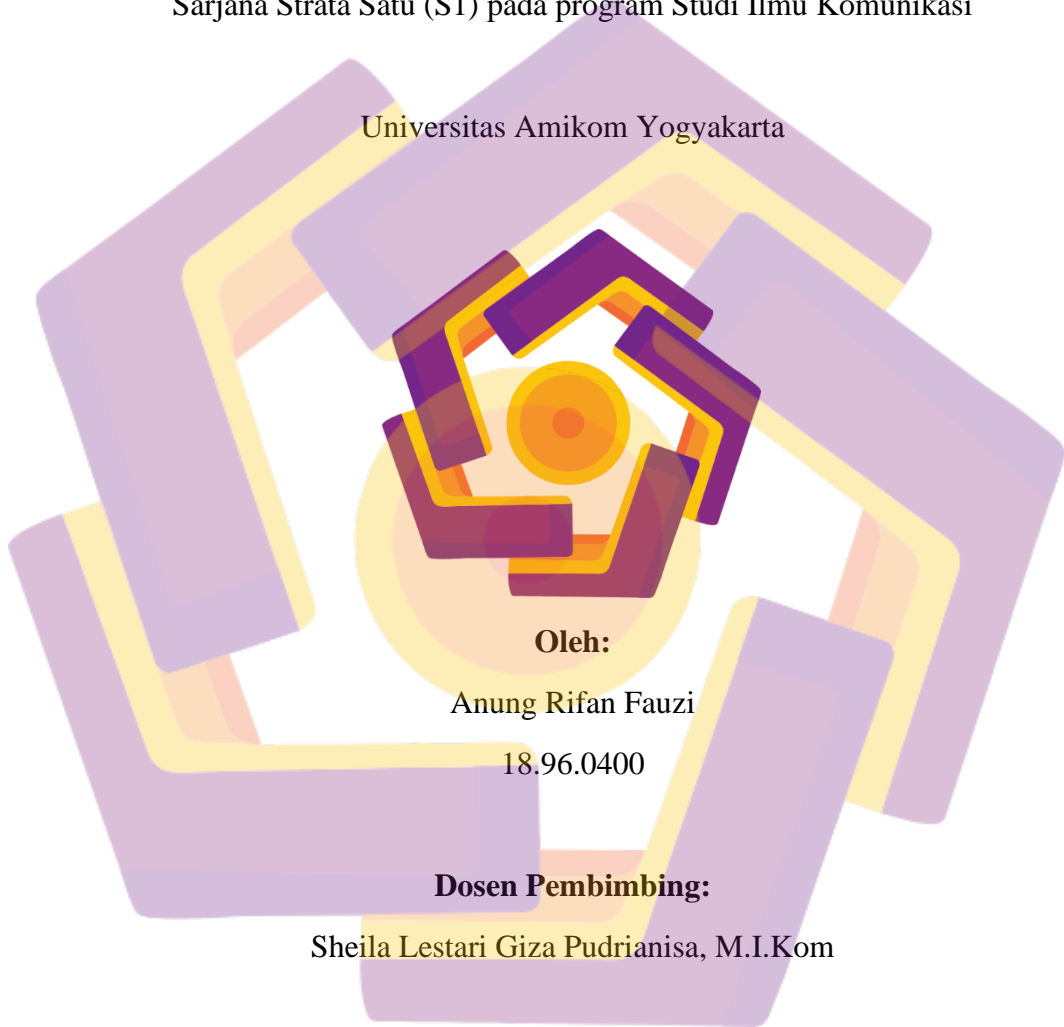 Sarjana Strata Satu (S1) pada program Studi Ilmu Komunikasi
Universitas Amikom Yogyakarta
Oleh:
Anung Rifan Fauzi
18.96.0400
Dosen Pembimbing:
Sheila Lestari Giza Pudrianisa, M.I.Kom